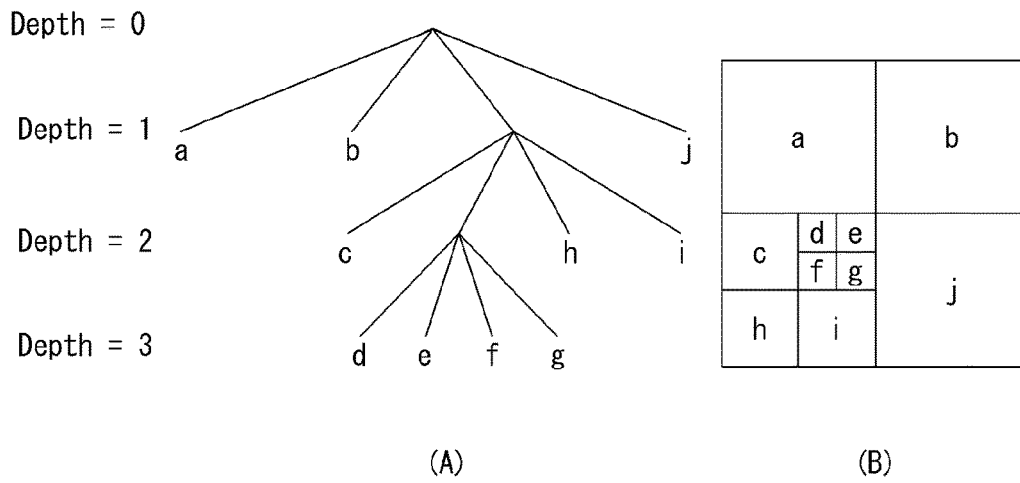 Depth = 0
Depth = 1
a b j
Depth = 2
c h i
Depth = 3
d e f g
(A)
a b
c d e
f g
j
h i
(B)